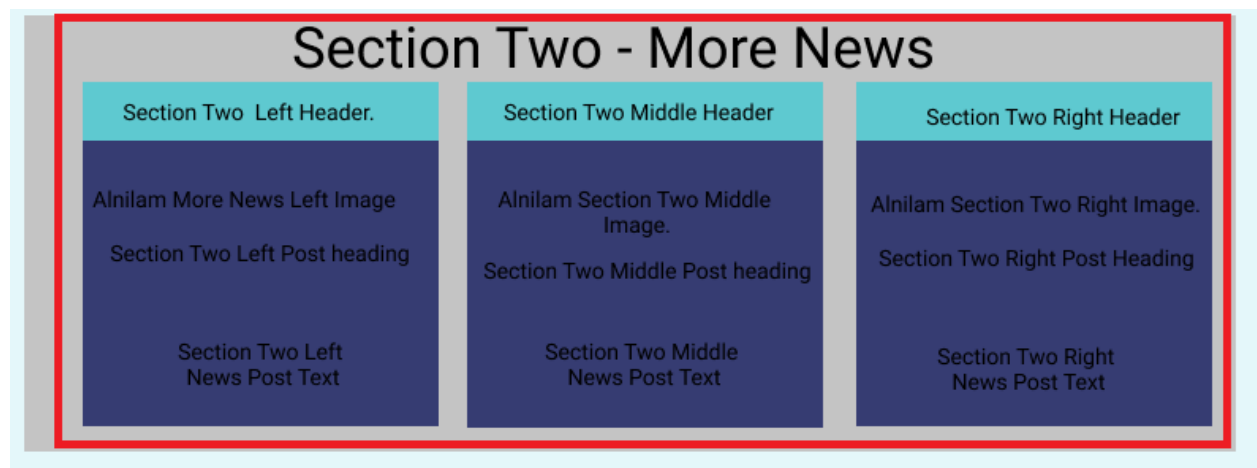 Section Two - More News
Section Two Left Header.
Alnilam More News Left Image
Section Two Left Post heading
Section Two Left
News Post Text
Section Two Middle Header
Alnilam Section Two Middle
Image.
Section Two Middle Post heading
Section Two Middle
News Post Text
Section Two Right Header
Alnilam Section Two Right Image.
Section Two Right Post Heading
Section Two Right
News Post Text